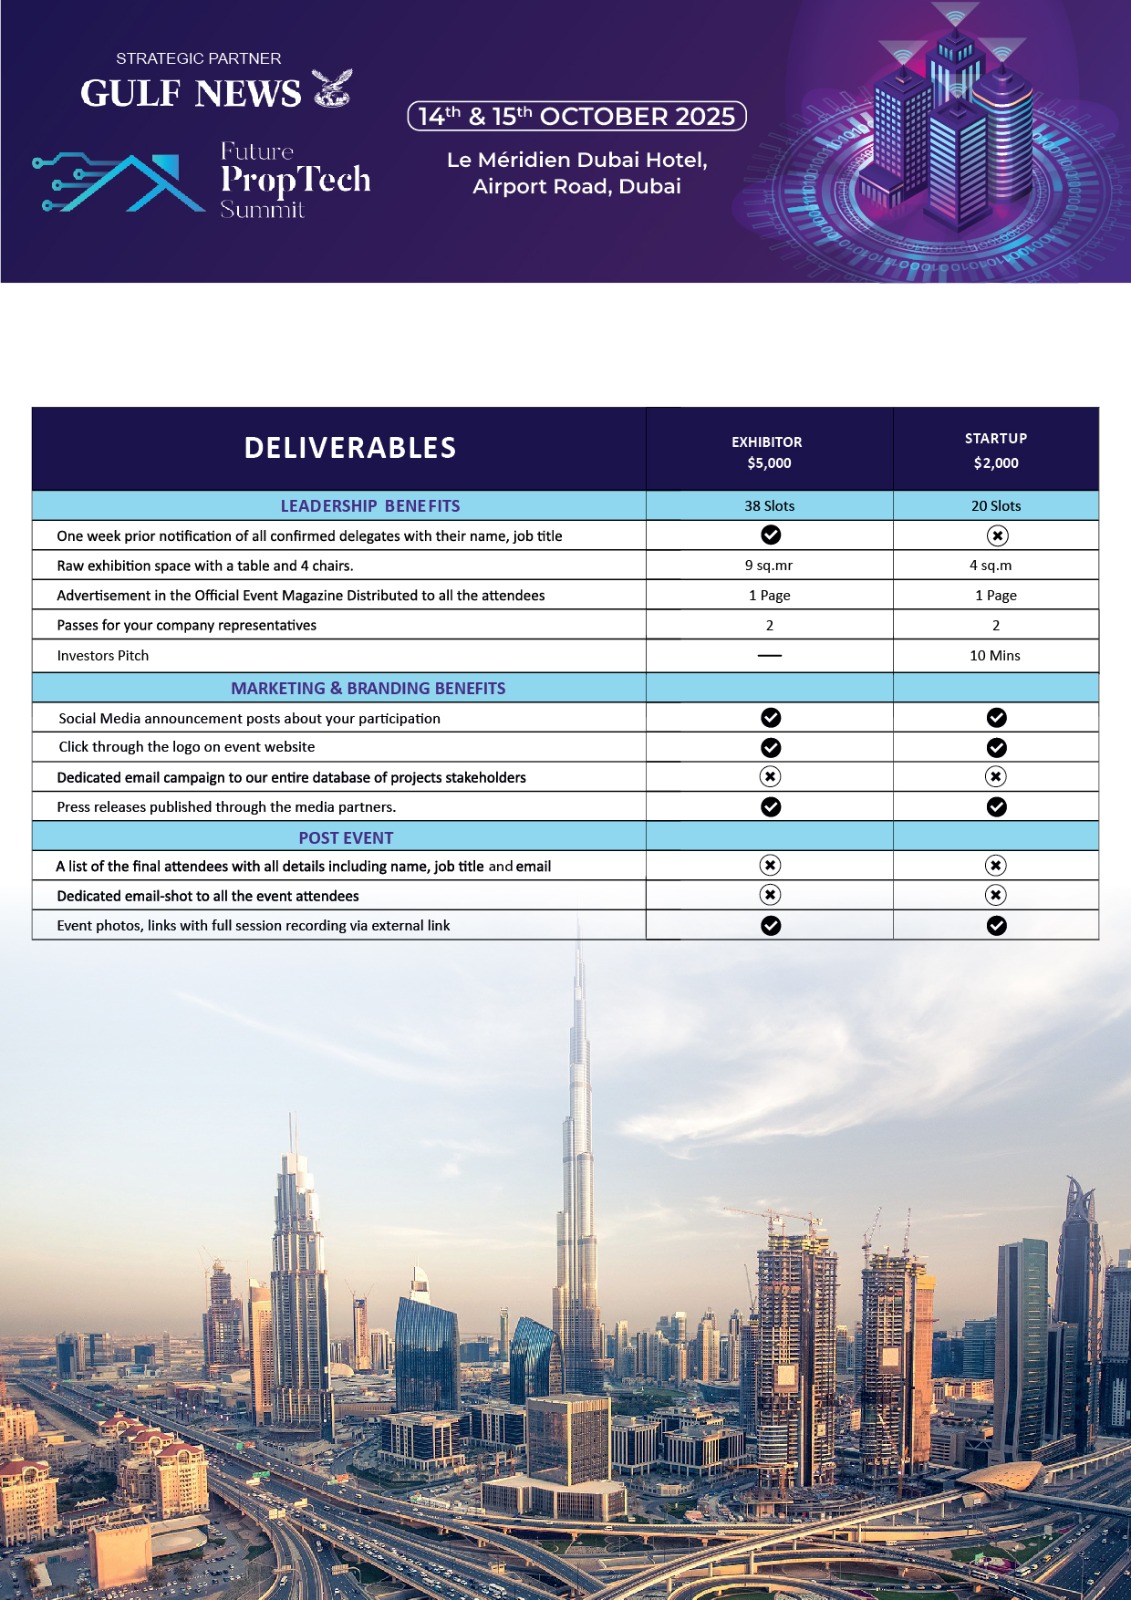 STRATEGIC PARTNER
GULF NEWS
Future
PropTech
Summit
14th & 15th OCTOBER 2025
Le Méridien Dubai Hotel,
Airport Road, Dubai
DELIVERABLES EXHIBITOR $5,000 STARTUP $2,000
LEADERSHIP BENEFITS 38 Slots 20 Slots
One week prior notification of all confirmed delegates with their name, job title
Raw exhibition space with a table and 4 chairs. 9 sq.mr 4 sq.m
Advertisement in the Official Event Magazine Distributed to all the attendees 1 Page 1 Page
Passes for your company representatives 2 2
Investors Pitch — 10 Mins
MARKETING & BRANDING BENEFITS
Social Media announcement posts about your participation
Click through the logo on event website
Dedicated email campaign to our entire database of projects stakeholders
Press releases published through the media partners.
POST EVENT
A list of the final attendees with all details including name, job title and email
Dedicated email-shot to all the event attendees
Event photos, links with full session recording via external link